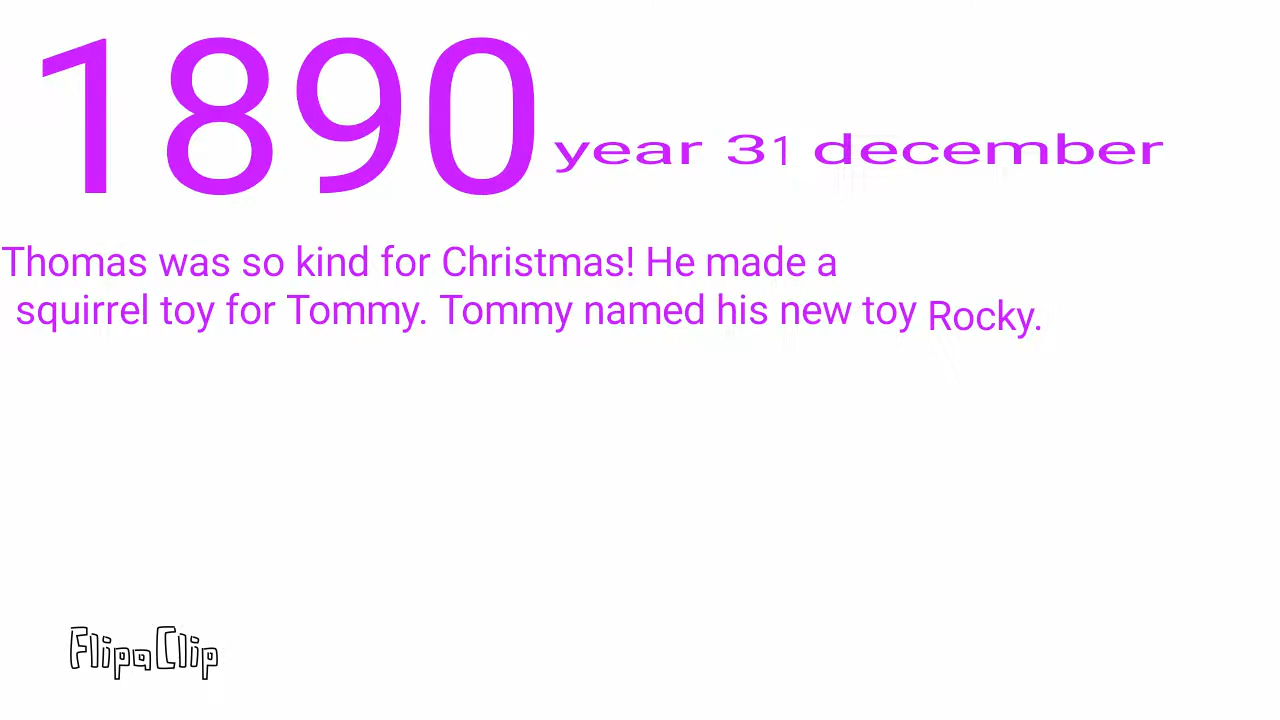 1890 year 31 december
Thomas was so kind for Christmas! He made a
squirrel toy for Tommy. Tommy named his new toy Rocky.
FlipaClip